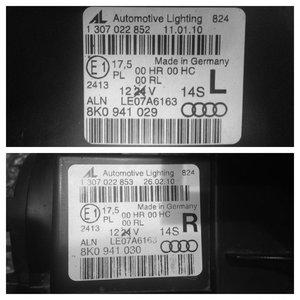 AL Automotive Lighting 824
1 307 022 852 11.01.10
Made in Germany
E1 17,5 00 HR 00 HC
PL 00 RL
2413
12 24 V 14S L
ALN LE07A6163
8K0 941 029
AL Automotive Lighting 824
1 307 022 853 26.02.10
Made in Germany
E1 17,5 00 HR 00 HC
PL 00 RL
2413
12 24 V 14S R
ALN LE07A6163
8K0 941 030